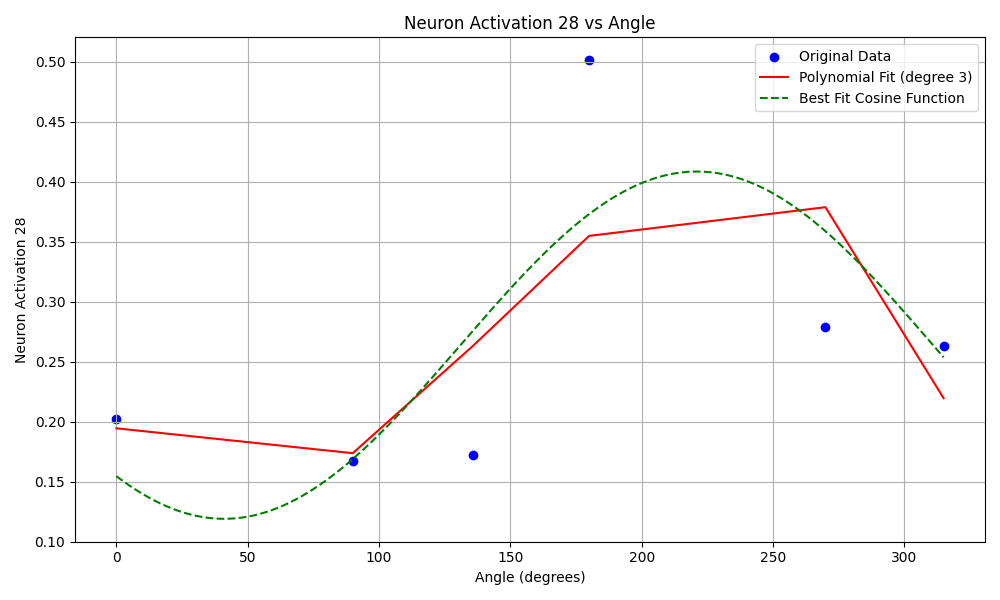 Neuron Activation 28 vs Angle
Original Data
Polynomial Fit (degree 3)
Best Fit Cosine Function
Neuron Activation 28
0.50
0.45
0.40
0.35
0.30
0.25
0.20
0.15
0.10
0
50
100
150
200
250
300
Angle (degrees)